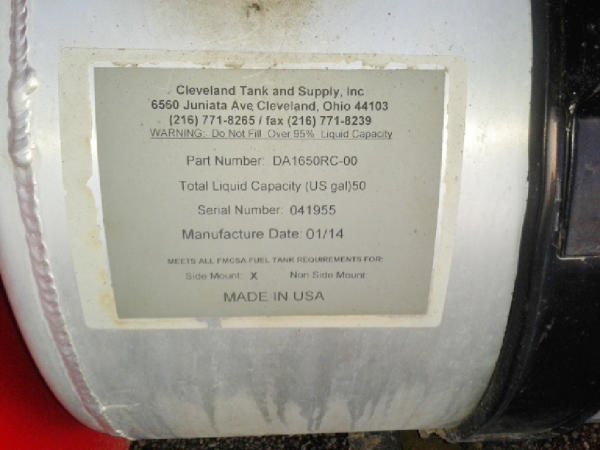 Cleveland Tank and Supply, Inc
6560 Juniata Ave Cleveland, Ohio 44103
(216) 771-8265 / fax (216) 771-8239
WARNING: Do Not Fill Over 95% Liquid Capacity
Part Number: DA1650RC-00
Total Liquid Capacity (US gal)50
Serial Number: 041955
Manufacture Date: 01/14
MEETS ALL FMCSA FUEL TANK REQUIREMENTS FOR:
Side Mount: X Non Side Mount
MADE IN USA